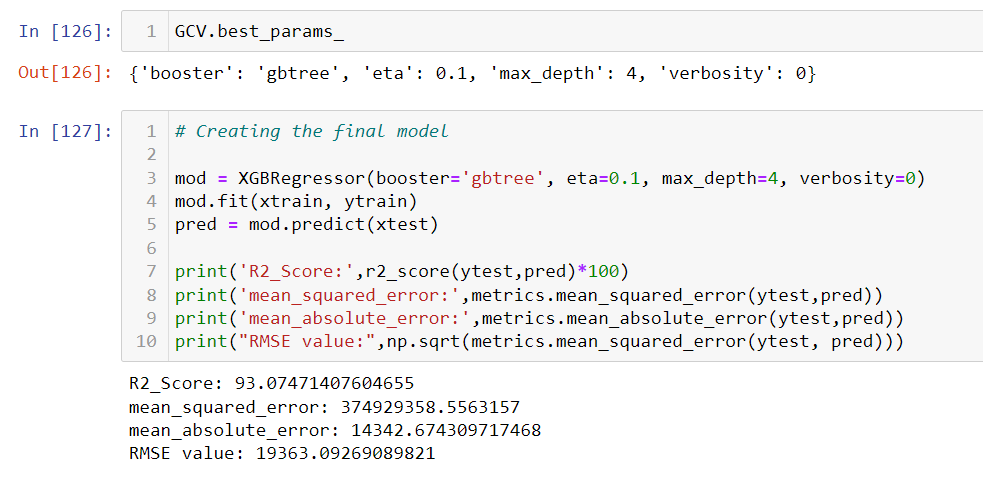 In [126]: 1 GCV.best_params_
Out[126]: {'booster': 'gbtree', 'eta': 0.1, 'max_depth': 4, 'verbosity': 0}
In [127]: 1 # Creating the final model
2
3 mod = XGBRegressor(booster='gbtree', eta=0.1, max_depth=4, verbosity=0)
4 mod.fit(xtrain, ytrain)
5 pred = mod.predict(xtest)
6
7 print('R2_Score:',r2_score(ytest,pred)*100)
8 print('mean_squared_error:',metrics.mean_squared_error(ytest,pred))
9 print('mean_absolute_error:',metrics.mean_absolute_error(ytest,pred))
10 print("RMSE value:",np.sqrt(metrics.mean_squared_error(ytest, pred)))
R2_Score: 93.07471407604655
mean_squared_error: 374929358.5563157
mean_absolute_error: 14342.674309717468
RMSE value: 19363.09269089821